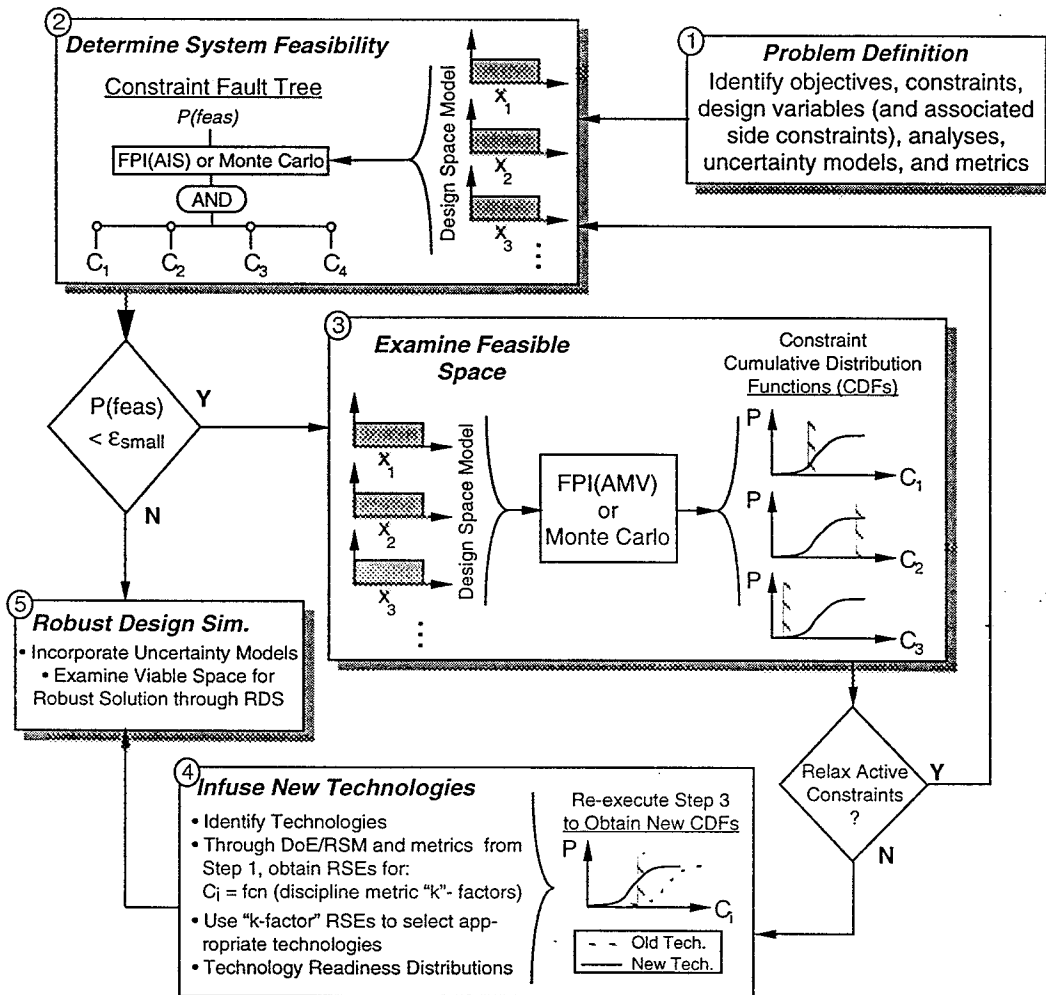 ②
Determine System Feasibility
Constraint Fault Tree
P(feas)
FPI(AIS) or Monte Carlo
AND
C1 C2 C3 C4
Design Space Model
X1
X2
X3
⋮
①
Problem Definition
Identify objectives, constraints,
design variables (and associated
side constraints), analyses,
uncertainty models, and metrics
P(feas)
< εsmall
Y
N
③
Examine Feasible
Space
X1
X2
X3
⋮
Design Space Model
FPI(AMV)
or
Monte Carlo
Constraint
Cumulative Distribution
Functions (CDFs)
P
C1
P
C2
P
C3
⑤
Robust Design Sim.
• Incorporate Uncertainty Models
• Examine Viable Space for
Robust Solution through RDS
Relax Active
Constraints
?
Y
N
④
Infuse New Technologies
• Identify Technologies
• Through DoE/RSM and metrics from
Step 1, obtain RSEs for:
Ci = fcn (discipline metric “k”- factors)
• Use “k-factor” RSEs to select app-
ropriate technologies
• Technology Readiness Distributions
Re-execute Step 3
to Obtain New CDFs
P
Ci
Old Tech.
New Tech.